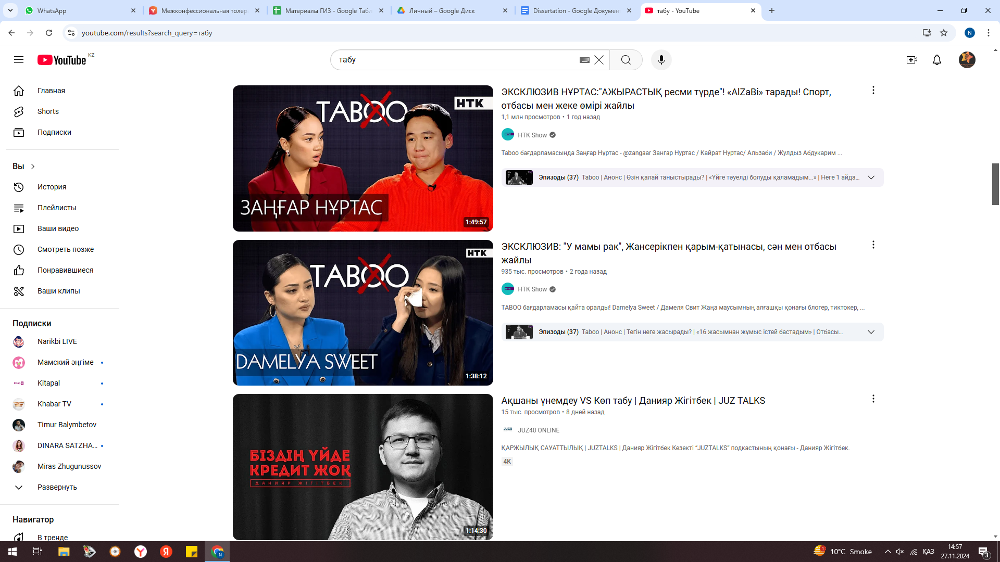 WhatsApp
Межконфессиональная толер
Материалы ГИЗ - Google Табл
Личный – Google Диск
Dissertation - Google Документ
табу - YouTube
youtube.com/results?search_query=табу
N
YouTube KZ
табу
Главная
Shorts
Подписки
Вы
История
Плейлисты
Ваши видео
Смотреть позже
Понравившиеся
Ваши клипы
Подписки
Narikbi LIVE
Мамский әңгіме
Kitapal
Khabar TV
Timur Balymbetov
DINARA SATZHA...
Miras Zhugunussov
Развернуть
Навигатор
В тренде
TABOO
НТК
ЗАҢҒАР НҰРТАС
1:49:57
ЭКСКЛЮЗИВ НҰРТАС:"АЖЫРАСТЫҚ ресми түрде"! «AlZaBi» тарады! Спорт,
отбасы мен жеке өмірі жайлы
1,1 млн просмотров • 1 год назад
НТК Show
Taboo бағдарламасында Заңғар Нұртас - @zangaar Зангар Нуртас / Кайрат Нуртас/ Альзаби / Жулдыз Абдукарим ...
Эпизоды (37) Taboo | Анонс | Өзін қалай таныстырады? | «Үйге тәуелді болуды қаламадым...» | Неге 1 айда...
TABOO
НТК
DAMELYA SWEET
1:38:12
ЭКСКЛЮЗИВ: "У мамы рак", Жансерікпен қарым-қатынасы, сән мен отбасы
жайлы
935 тыс. просмотров • 2 года назад
НТК Show
TABOO бағдарламасы қайта оралды! Damelya Sweet / Дамеля Свит Жаңа маусымның алғашқы қонағы блогер, тиктокер, ...
Эпизоды (37) Taboo | Анонс | Тегін неге жасырады? | «16 жасымнан жұмыс істей бастадым» | Отбасы...
БІЗДІҢ ҮЙДЕ
КРЕДИТ ЖОҚ
ДАНИЯР ЖІГІТБЕК
1:14:30
Ақшаны үнемдеу VS Көп табу | Данияр Жігітбек | JUZ TALKS
15 тыс. просмотров • 8 дней назад
JUZ40 ONLINE
ҚАРЖЫЛЫҚ САУАТТЫЛЫҚ | JUZTALKS | Данияр Жігітбек Кезекті “JUZTALKS” подкастының қонағы - Данияр Жігітбек.
4K
10°C Smoke
ҚАЗ
14:57
27.11.2024
3